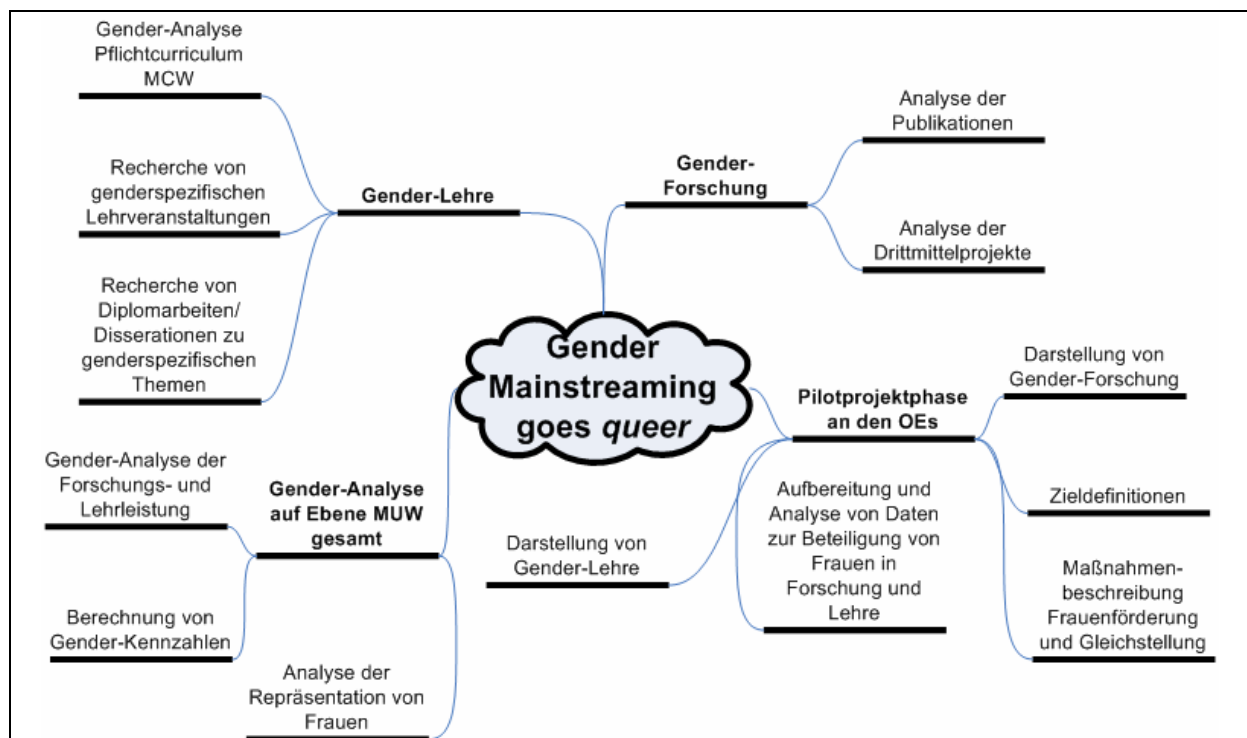 Gender-Analyse
Pflichtcurriculum
MCW
Recherche von
genderspezifischen
Lehrveranstaltungen
Recherche von
Diplomarbeiten/
Disserationen zu
genderspezifischen
Themen
Gender-Lehre
Gender-
Forschung
Analyse der
Publikationen
Analyse der
Drittmittelprojekte
Gender
Mainstreaming
goes queer
Gender-Analyse der
Forschungs- und
Lehrleistung
Berechnung von
Gender-Kennzahlen
Gender-Analyse
auf Ebene MUW
gesamt
Analyse der
Repräsentation von
Frauen
Pilotprojektphase
an den OEs
Darstellung von
Gender-Lehre
Aufbereitung und
Analyse von Daten
zur Beteiligung von
Frauen in
Forschung und
Lehre
Darstellung von
Gender-Forschung
Zieldefinitionen
Maßnahmen-
beschreibung
Frauenförderung
und Gleichstellung